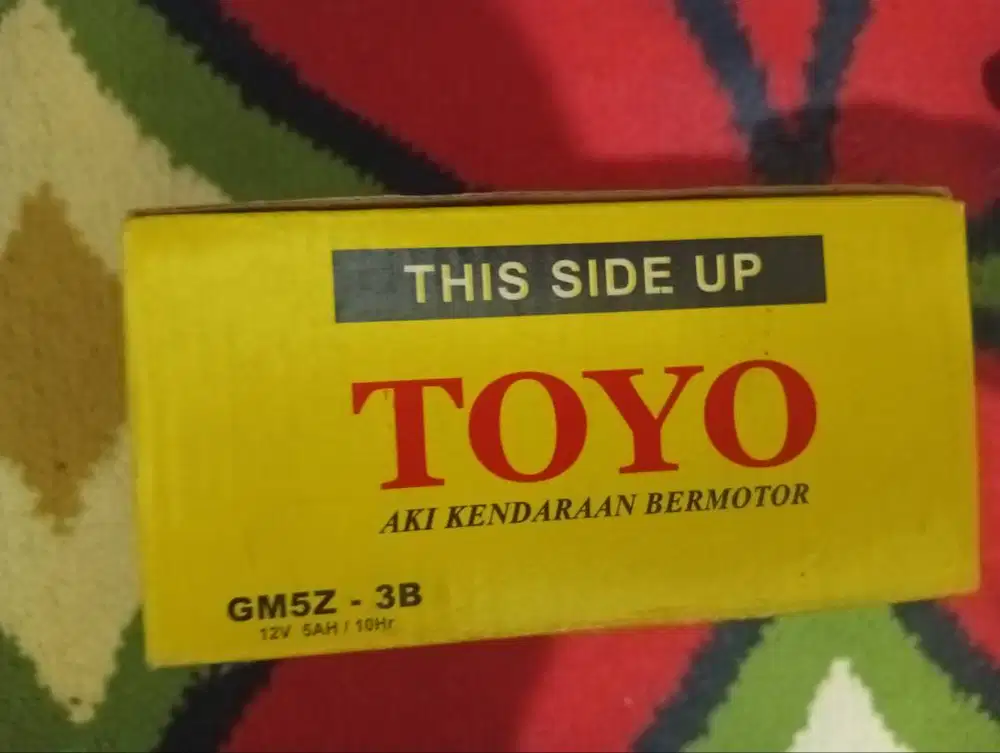 THIS SIDE UP
TOYO
AKI KENDARAAN BERMOTOR
GM5Z - 3B
12V 5AH / 10Hr